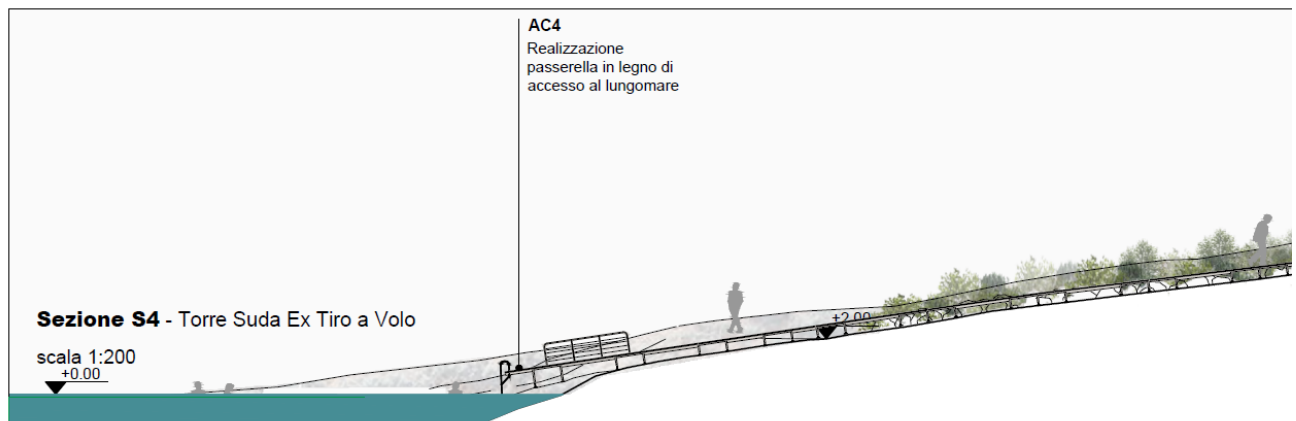 AC4
Realizzazione
passerella in legno di
accesso al lungomare
+2.00
Sezione S4 - Torre Suda Ex Tiro a Volo
scala 1:200
+0.00